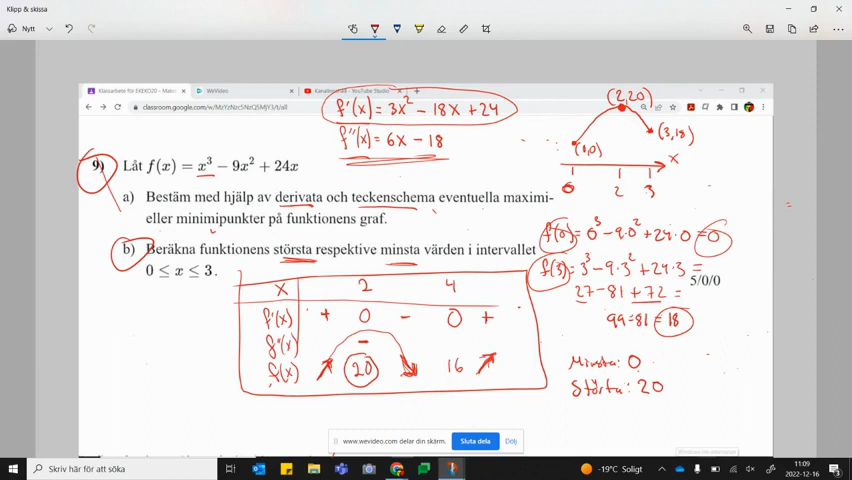 Klipp & skissa
Nytt
Klassarbete för EKEKO20 - Mate
WeVideo
YouTube Studio
classroom.google.com/w/MzYzNzc5NzQyMjY3/t/all
f'(x) = 3x² - 18x + 24
f''(x) = 6x - 18
(2,20)
(3,18)
(0,0)
x
0 2 3
9) Låt f(x) = x³ − 9x² + 24x
a) Bestäm med hjälp av derivata och teckenschema eventuella maximi-
eller minimipunkter på funktionens graf.
b) Beräkna funktionens största respektive minsta värden i intervallet
0 ≤ x ≤ 3.
5/0/0
f(0) = 0³ - 9·0² + 24·0 = 0
f(3) = 3³ - 9·3² + 24·3 =
27 - 81 + 72 =
99 - 81 = 18
Minsta: 0
Största: 20
x 2 4
f'(x) + 0 - 0 +
f''(x) -
f(x) 20 16
www.wevideo.com delar din skärm.
Sluta dela
Dölj
Skriv här för att söka
-19°C Soligt
11:09
2022-12-16